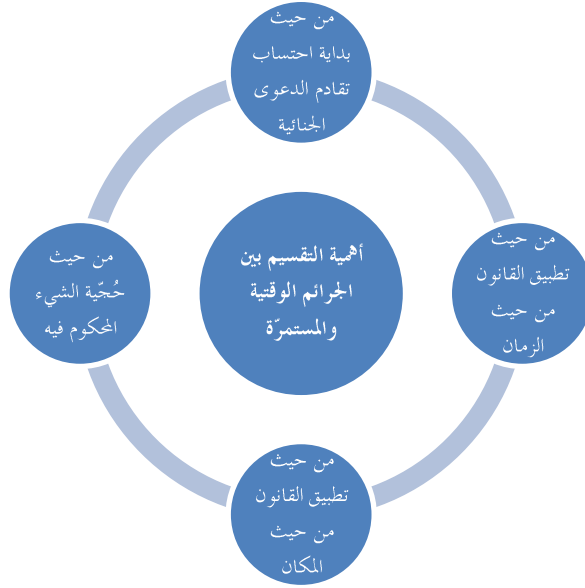 من حيث
بداية احتساب
تقادم الدعوى
الجنائية
أهمية التقسيم بين
الجرائم الوقتية
والمستمرّة
من حيث
تطبيق القانون
من حيث
الزمان
من حيث
تطبيق القانون
من حيث
المكان
من حيث
حُجّية الشيء
المحكوم فيه